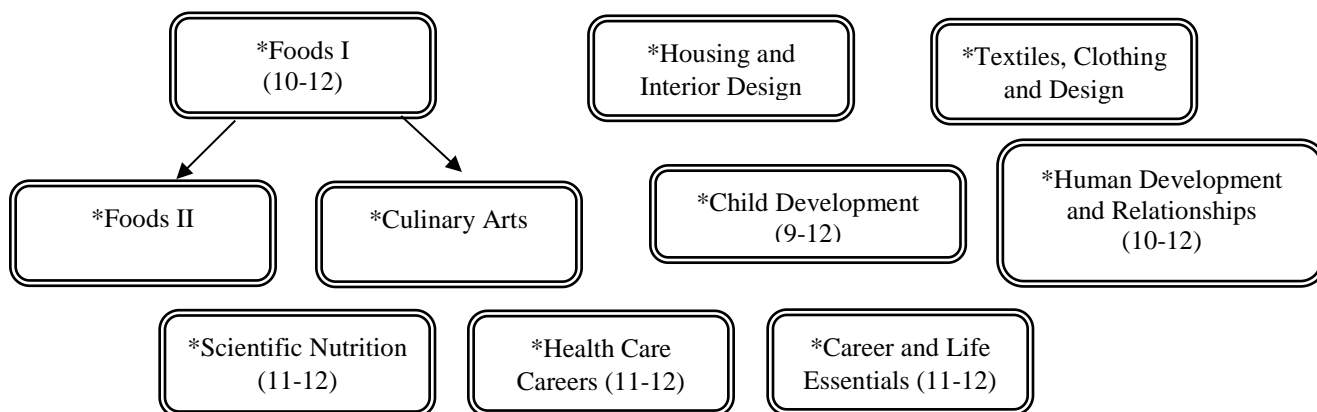 *Foods I
(10-12)
*Housing and
Interior Design
*Textiles, Clothing
and Design
*Foods II
*Culinary Arts
*Child Development
(9-12)
*Human Development
and Relationships
(10-12)
*Scientific Nutrition
(11-12)
*Health Care
Careers (11-12)
*Career and Life
Essentials (11-12)